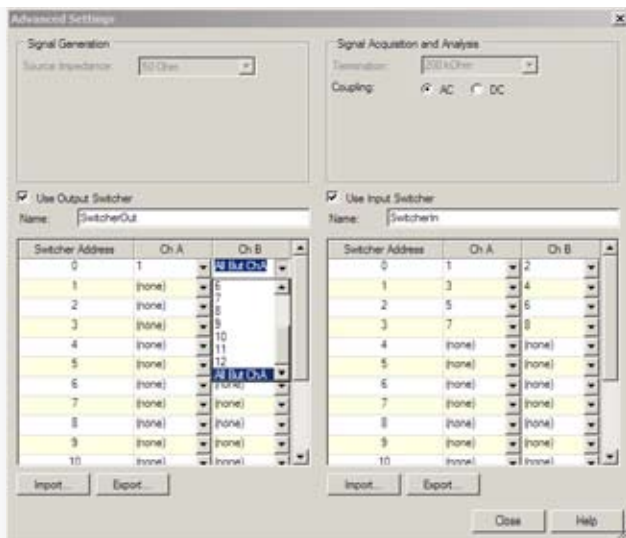 Advanced Settings
Signal Generation
Source Impedance: 50 Ohm
Signal Acquisition and Analysis
Termination: 200 kOhm
Coupling: AC DC
Use Output Switcher
Name: SwitcherOut
Switcher Address Ch A Ch B
0 1 All But ChA
1 (none) 6
7
2 (none) 8
3 (none) 9
10
4 (none) 11
5 (none) 12
All But ChA
6 (none) (none)
7 (none) (none)
8 (none) (none)
9 (none) (none)
10 (none) (none)
Import... Export...
Use Input Switcher
Name: SwitcherIn
Switcher Address Ch A Ch B
0 1 2
1 3 4
2 5 6
3 7 8
4 (none) (none)
5 (none) (none)
6 (none) (none)
7 (none) (none)
8 (none) (none)
9 (none) (none)
10 (none) (none)
Import... Export...
Close Help